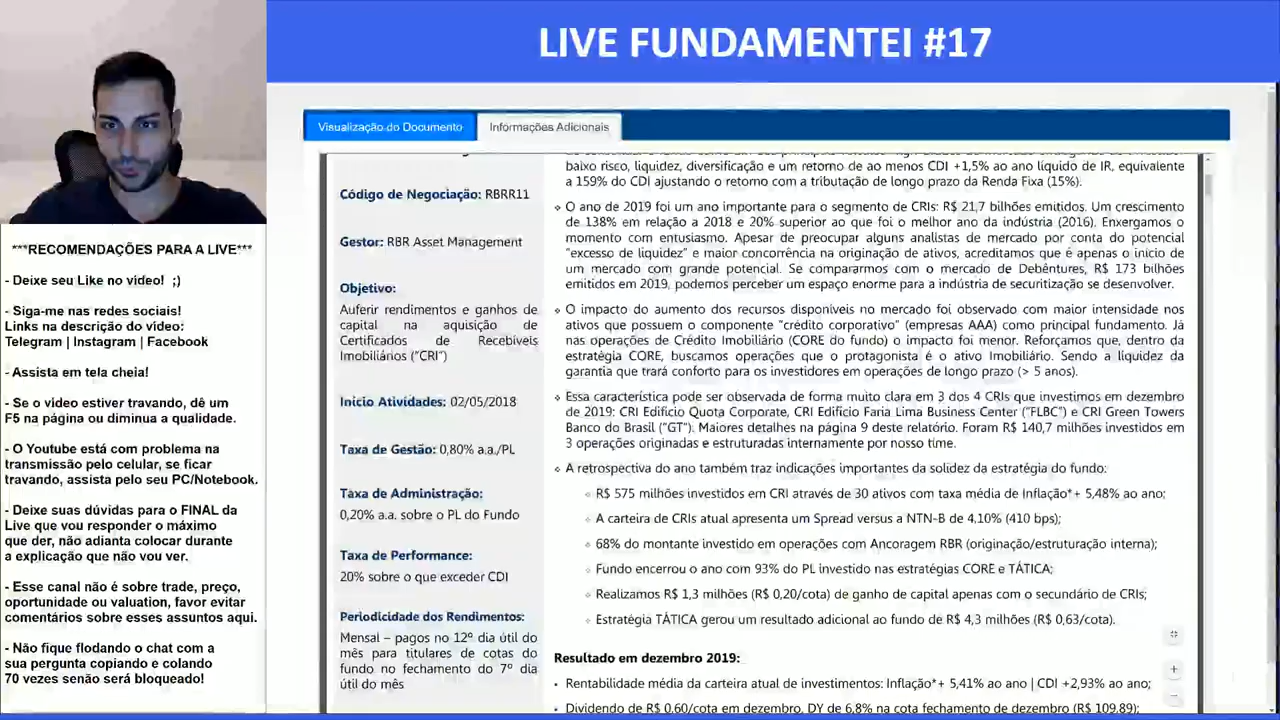 LIVE FUNDAMENTEI #17
***RECOMENDAÇÕES PARA A LIVE***
- Deixe seu Like no video!  ;)
- Siga-me nas redes sociais!
Links na descrição do vídeo:
Telegram | Instagram | Facebook
- Assista em tela cheia!
- Se o video estiver travando, dê um
F5 na página ou diminua a qualidade.
- O Youtube está com problema na
transmissão pelo celular, se ficar
travando, assista pelo seu PC/Notebook.
- Deixe suas dúvidas para o FINAL da
Live que vou responder o máximo
que der, não adianta colocar durante
a explicação que não vou ver.
- Esse canal não é sobre trade, preço,
oportunidade ou valuation, favor evitar
comentários sobre esses assuntos aqui.
- Não fique flodando o chat com a
sua pergunta copiando e colando
70 vezes senão será bloqueado!
Visualização do Documento
Informações Adicionais
Código de Negociação: RBRR11
Gestor: RBR Asset Management
Objetivo:
Auferir rendimentos e ganhos de
capital na aquisição de
Certificados de Recebíveis
Imobiliários ("CRI")
Início Atividades: 02/05/2018
Taxa de Gestão: 0,80% a.a./PL
Taxa de Administração:
0,20% a.a. sobre o PL do Fundo
Taxa de Performance:
20% sobre o que exceder CDI
Periodicidade dos Rendimentos:
Mensal – pagos no 12º dia útil do
mês para titulares de cotas do
fundo no fechamento do 7º dia
útil do mês
baixo risco, liquidez, diversificação e um retorno de ao menos CDI +1,5% ao ano líquido de IR, equivalente
a 159% do CDI ajustando o retorno com a tributação de longo prazo da Renda Fixa (15%).
O ano de 2019 foi um ano importante para o segmento de CRIs: R$ 21,7 bilhões emitidos. Um crescimento
de 138% em relação a 2018 e 20% superior ao que foi o melhor ano da indústria (2016). Enxergamos o
momento com entusiasmo. Apesar de preocupar alguns analistas de mercado por conta do potencial
"excesso de liquidez" e maior concorrência na originação de ativos, acreditamos que é apenas o início de
um mercado com grande potencial. Se compararmos com o mercado de Debêntures, R$ 173 bilhões
emitidos em 2019, podemos perceber um espaço enorme para a indústria de securitização se desenvolver.
O impacto do aumento dos recursos disponíveis no mercado foi observado com maior intensidade nos
ativos que possuem o componente "crédito corporativo" (empresas AAA) como principal fundamento. Já
nas operações de Crédito Imobiliário (CORE do fundo) o impacto foi menor. Reforçamos que, dentro da
estratégia CORE, buscamos operações que o protagonista é o ativo Imobiliário. Sendo a liquidez da
garantia que trará conforto para os investidores em operações de longo prazo (> 5 anos).
Essa característica pode ser observada de forma muito clara em 3 dos 4 CRIs que investimos em dezembro
de 2019: CRI Edifício Quota Corporate, CRI Edifício Faria Lima Business Center ("FLBC") e CRI Green Towers
Banco do Brasil ("GT"). Maiores detalhes na página 9 deste relatório. Foram R$ 140,7 milhões investidos em
3 operações originadas e estruturadas internamente por nosso time.
A retrospectiva do ano também traz indicações importantes da solidez da estratégia do fundo:
R$ 575 milhões investidos em CRI através de 30 ativos com taxa média de Inflação*+ 5,48% ao ano;
A carteira de CRIs atual apresenta um Spread versus a NTN-B de 4,10% (410 bps);
68% do montante investido em operações com Ancoragem RBR (originação/estruturação interna);
Fundo encerrou o ano com 93% do PL investido nas estratégias CORE e TÁTICA;
Realizamos R$ 1,3 milhões (R$ 0,20/cota) de ganho de capital apenas com o secundário de CRIs;
Estratégia TÁTICA gerou um resultado adicional ao fundo de R$ 4,3 milhões (R$ 0,63/cota).
Resultado em dezembro 2019:
Rentabilidade média da carteira atual de investimentos: Inflação*+ 5,41% ao ano | CDI +2,93% ao ano;
Dividendo de R$ 0,60/cota em dezembro, DY de 6,8% na cota fechamento de dezembro (R$ 109,89);